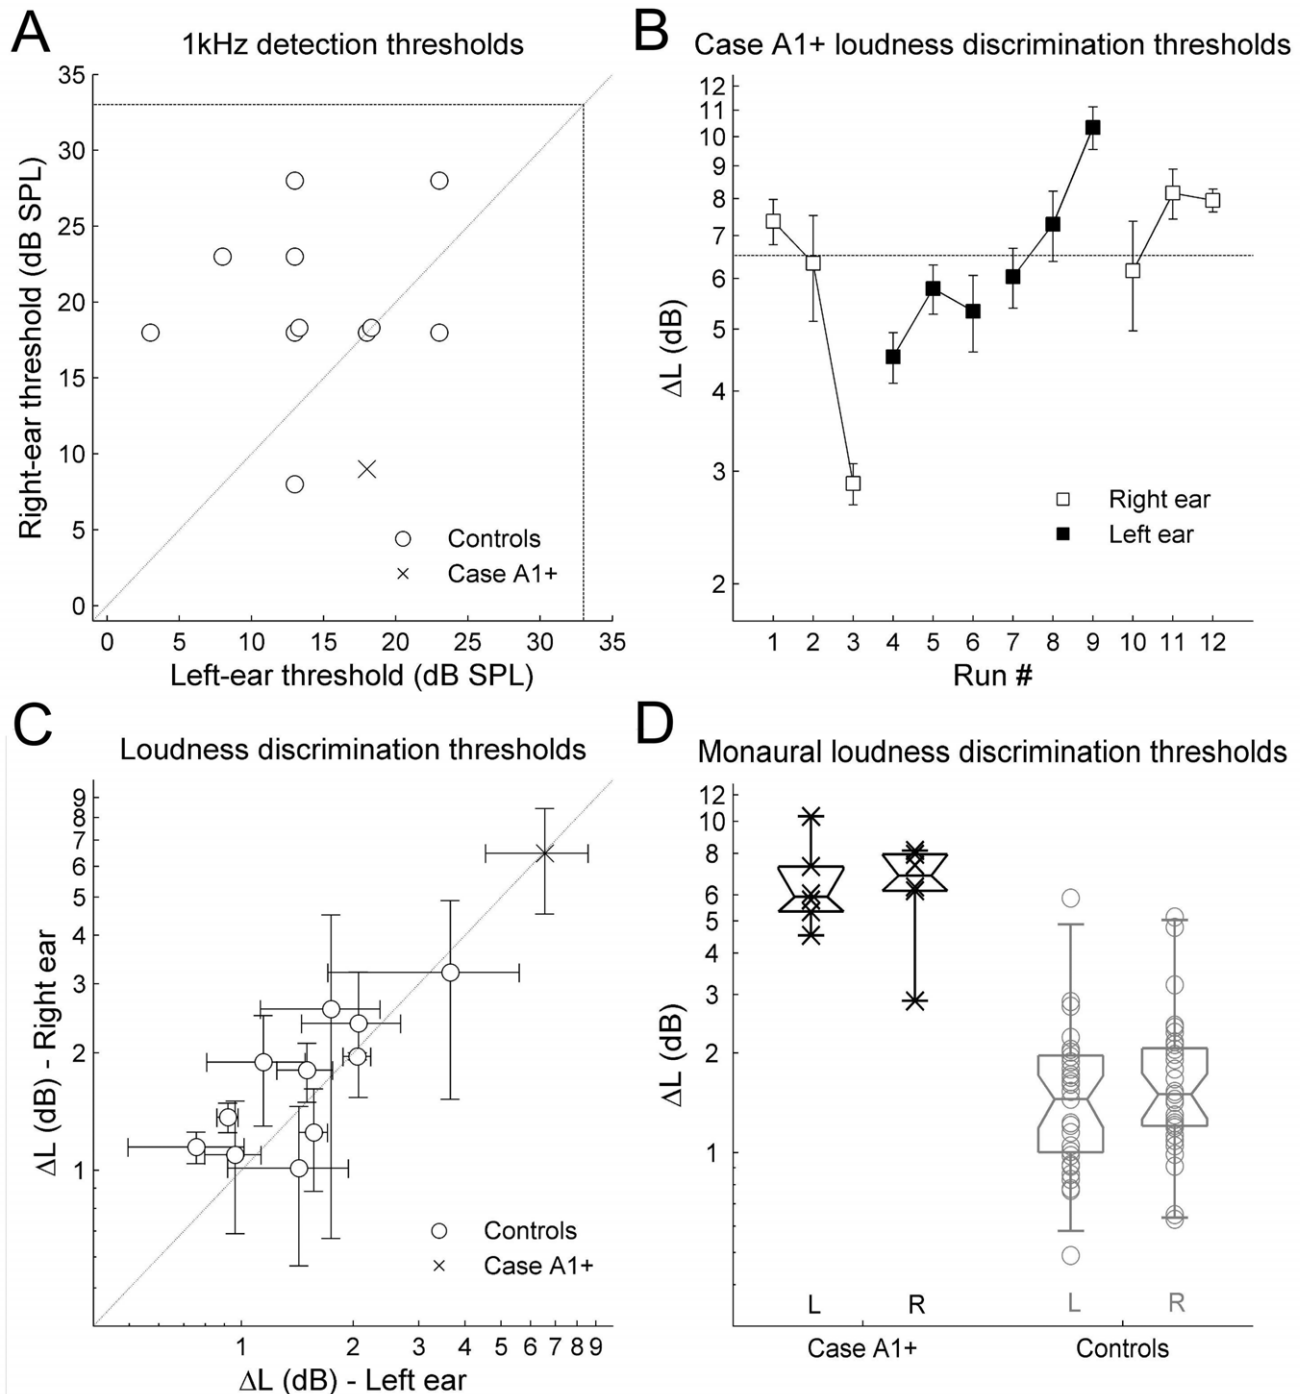 A
1kHz detection thresholds
35
30
25
20
15
10
5
0
Right-ear threshold (dB SPL)
Controls
Case A1+
0 5 10 15 20 25 30 35
Left-ear threshold (dB SPL)
B
Case A1+ loudness discrimination thresholds
12
11
10
9
8
7
6
5
4
3
2
ΔL (dB)
Right ear
Left ear
1 2 3 4 5 6 7 8 9 10 11 12
Run #
C
Loudness discrimination thresholds
9
8
7
6
5
4
3
2
1
ΔL (dB) - Right ear
Controls
Case A1+
1 2 3 4 5 6 7 8 9
ΔL (dB) - Left ear
D
Monaural loudness discrimination thresholds
12
10
8
6
5
4
3
2
1
ΔL (dB)
L R L R
Case A1+ Controls